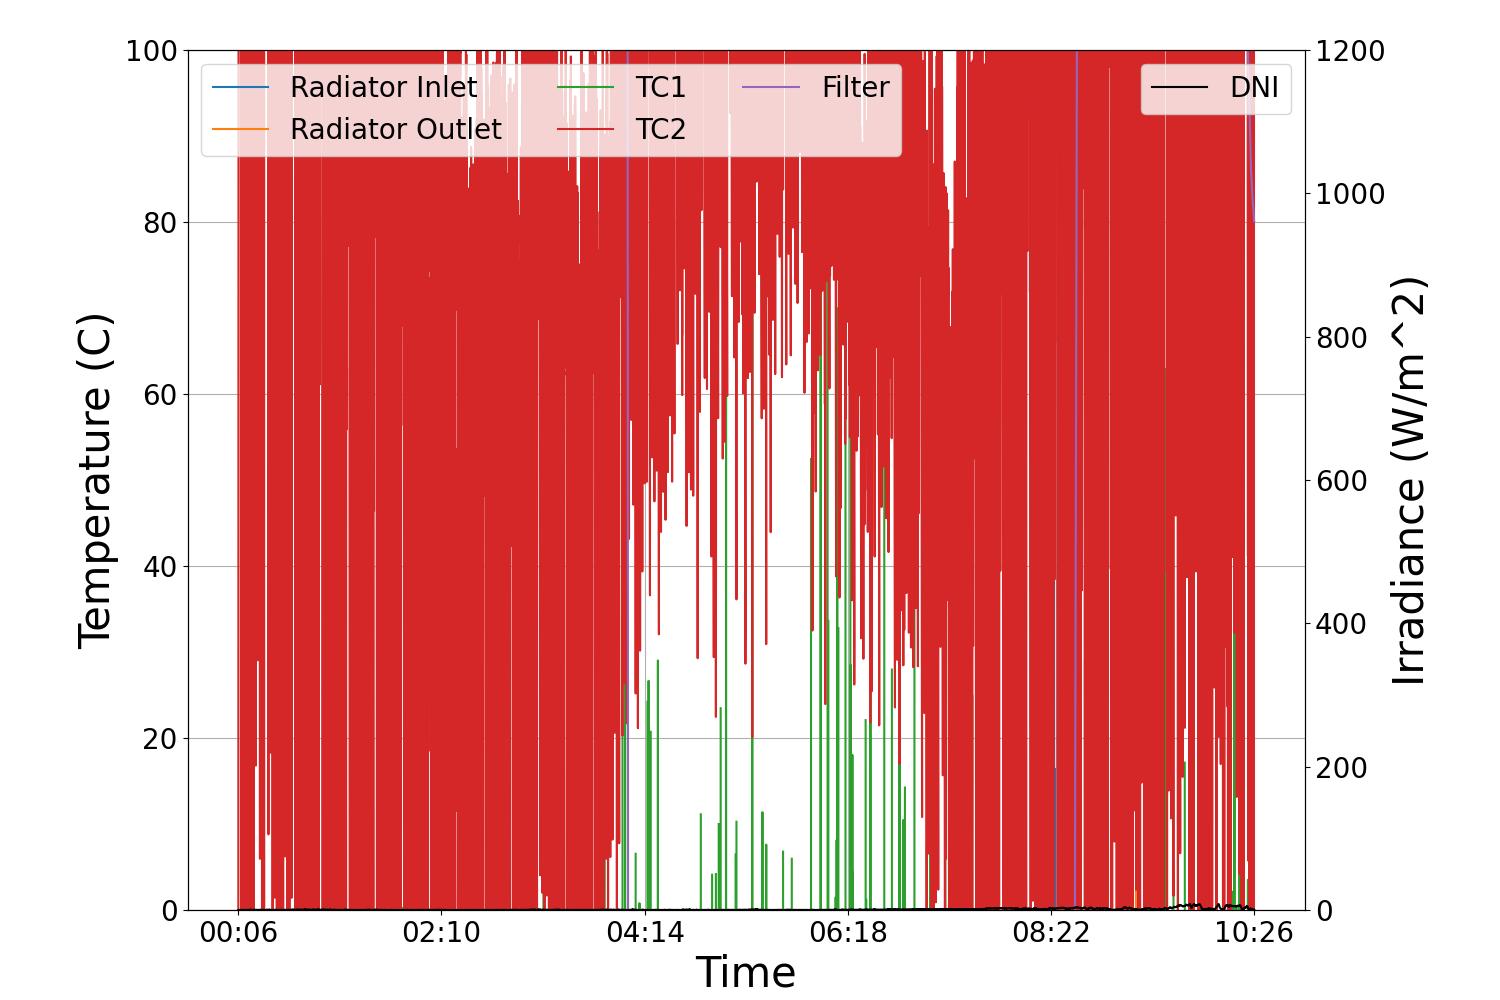 100
80
60
40
20
0
Temperature (C)
Radiator Inlet
Radiator Outlet
TC1
TC2
Filter
DNI
1200
1000
800
600
400
200
0
Irradiance (W/m^2)
00:06 02:10 04:14 06:18 08:22 10:26
Time